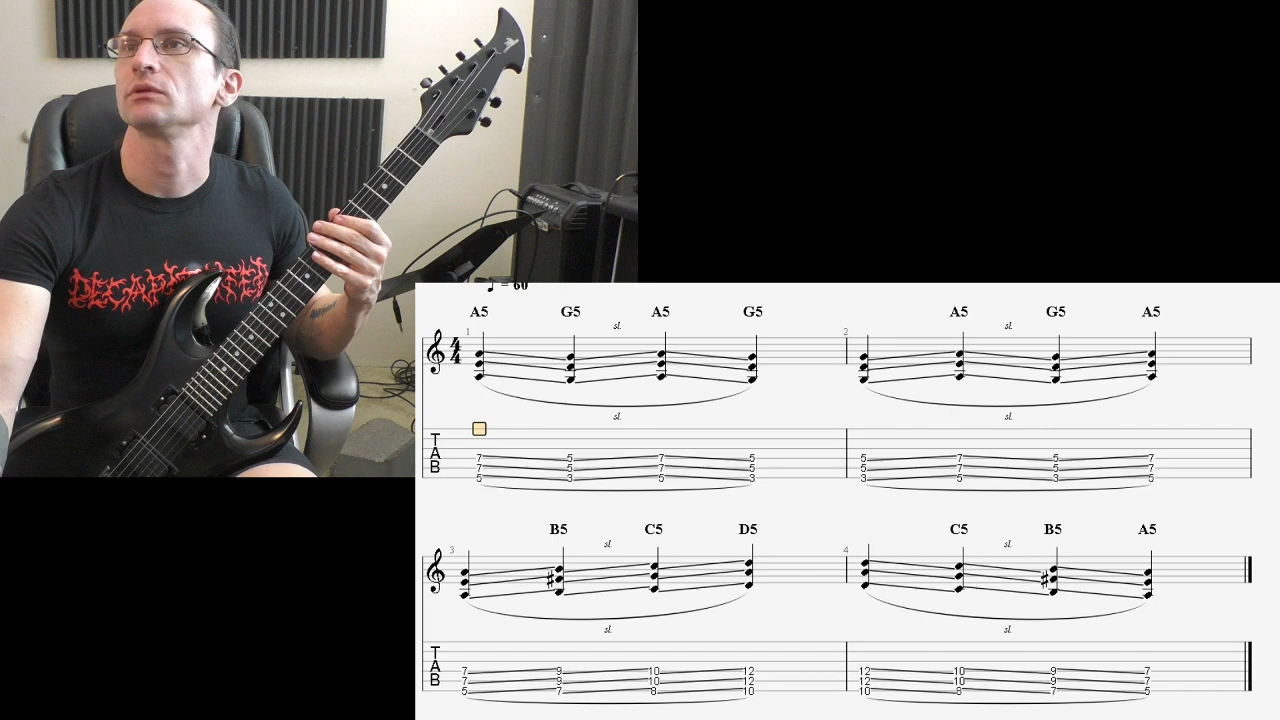 DECAPITATED
♩ = 60
A5 G5 A5 G5 A5 G5 A5
sl. sl.
1 2
4
4
sl. sl.
T
A
B
7 5 7 5 5 7 5 7
7 5 7 5 5 7 5 7
5 3 5 3 3 5 3 5
B5 C5 D5 C5 B5 A5
sl. sl.
3 4
sl. sl.
T
A
B
7 9 10 12 12 10 9 7
7 9 10 12 12 10 9 7
5 7 8 10 10 8 7 5